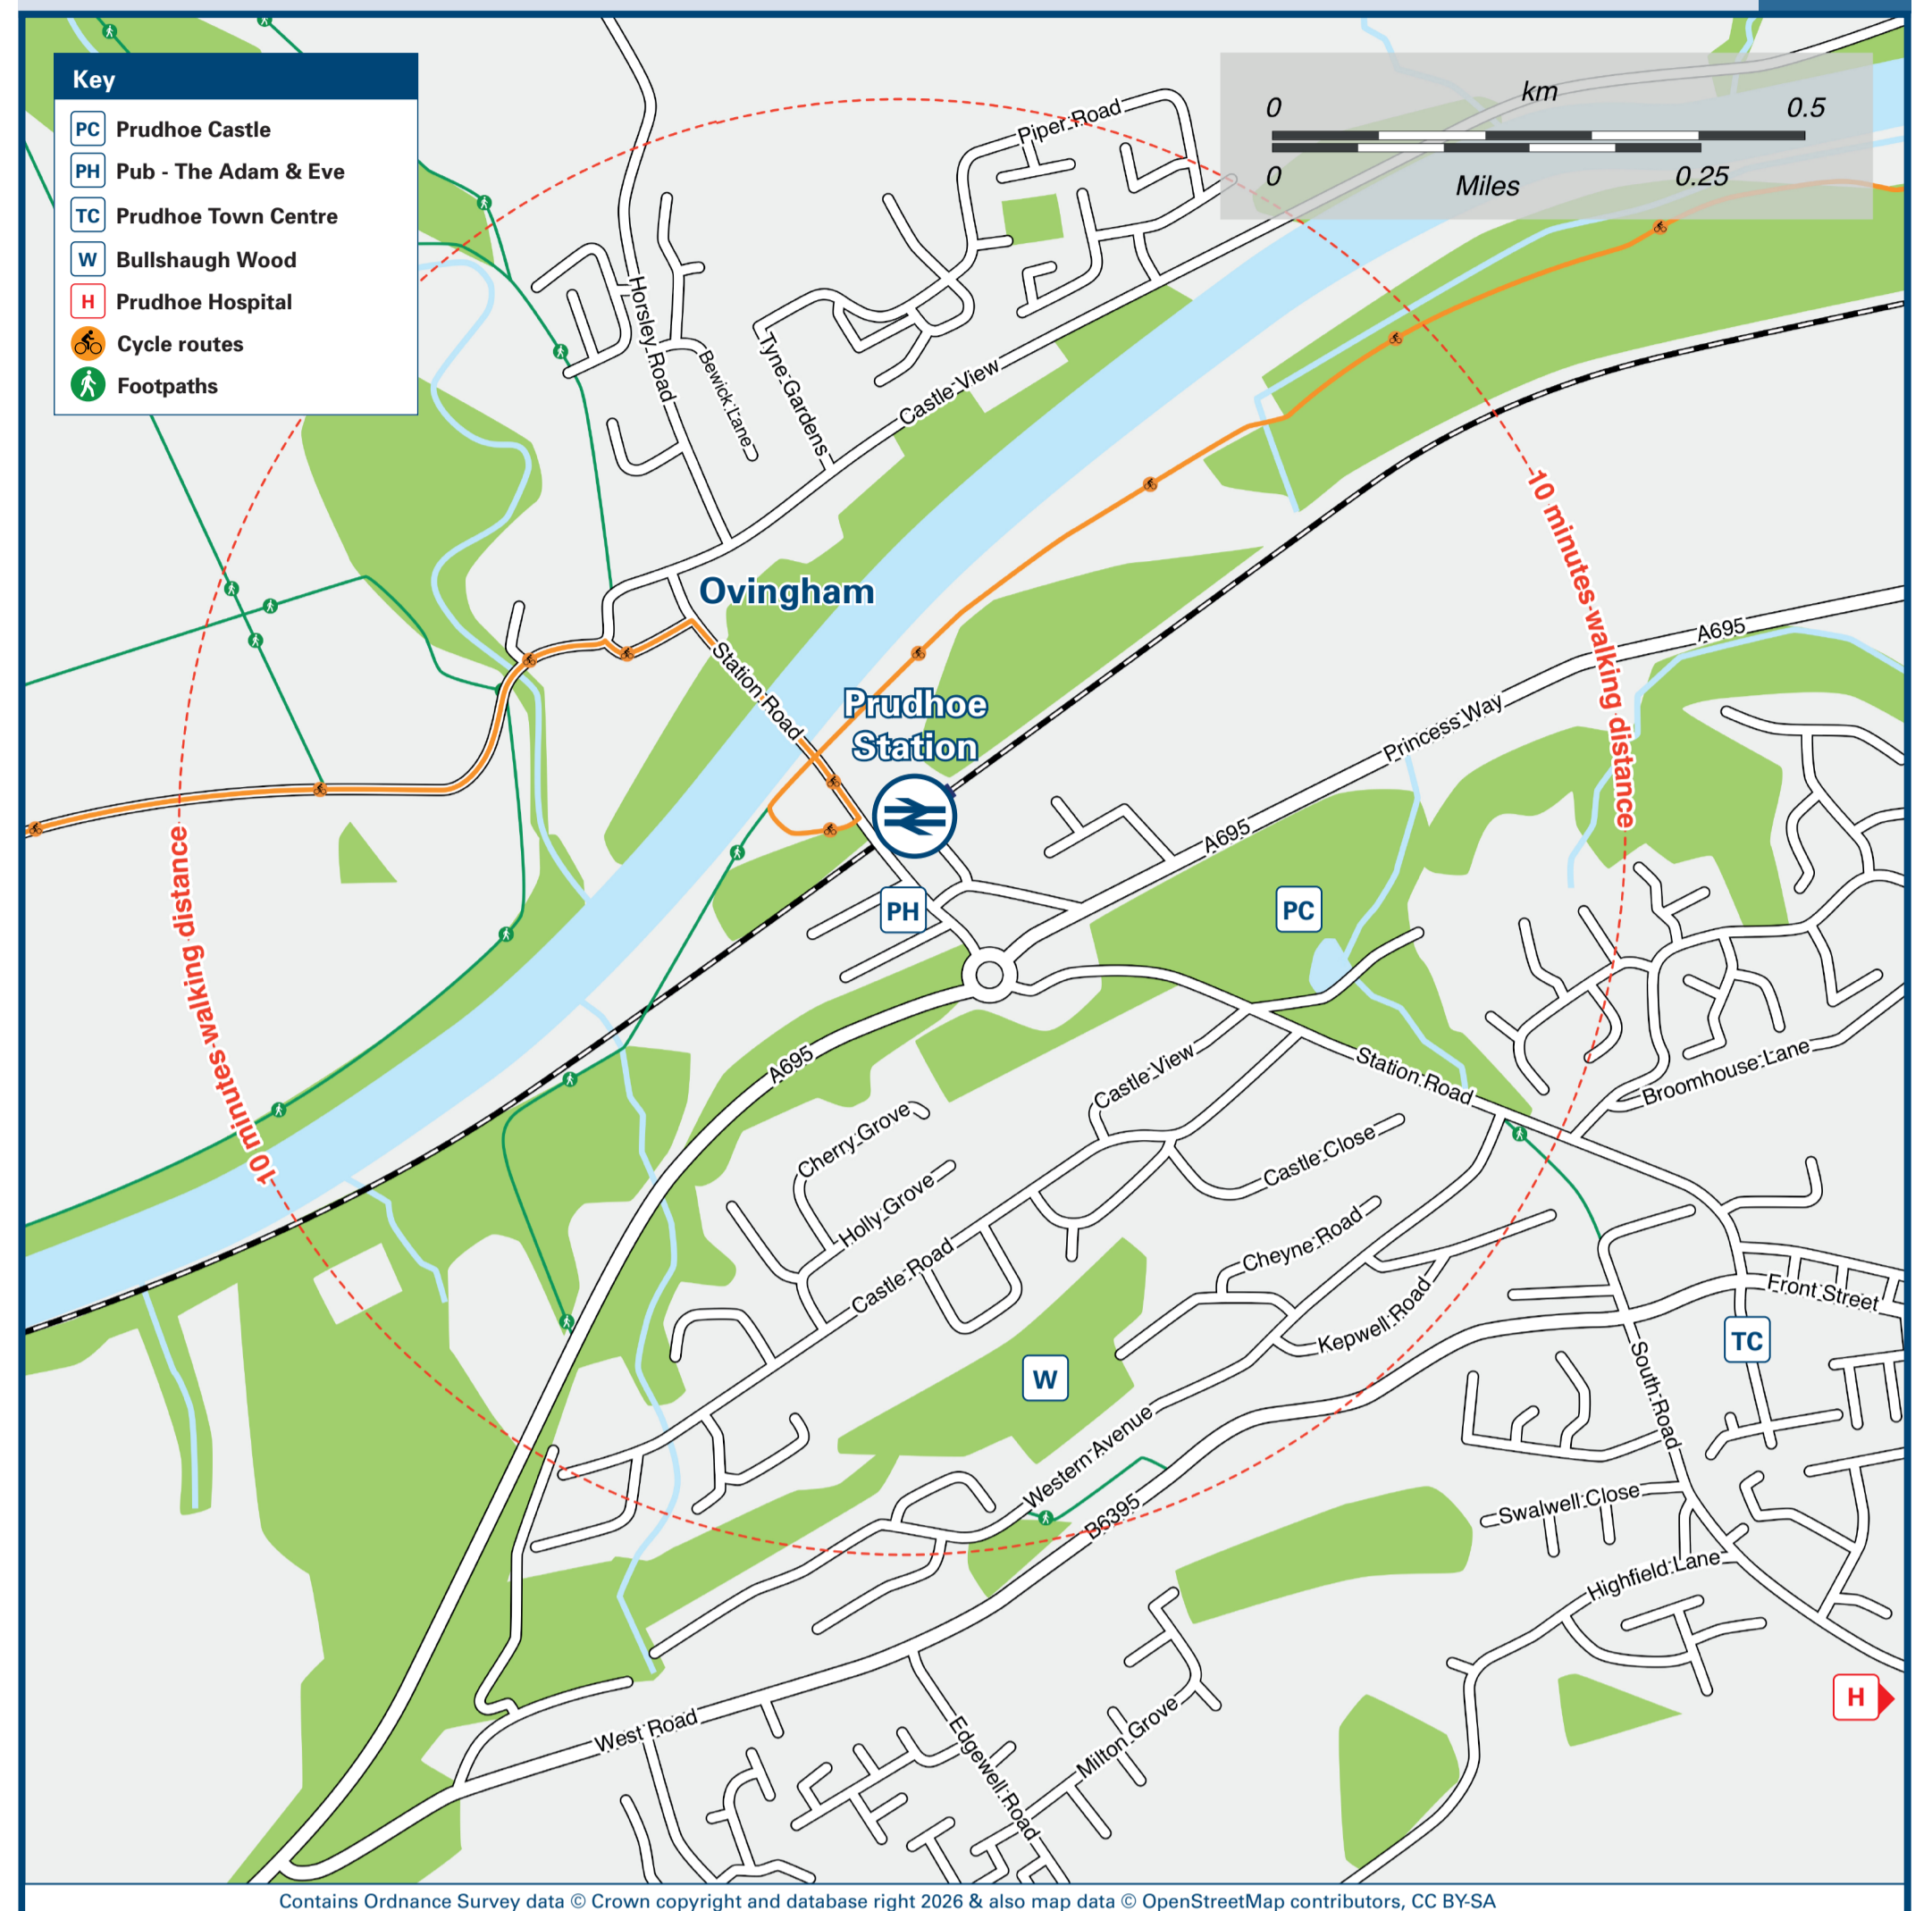 Key
PC Prudhoe Castle
PH Pub - The Adam & Eve
TC Prudhoe Town Centre
W Bullshaugh Wood
H Prudhoe Hospital
Cycle routes
Footpaths
km
0 0.5
0 Miles 0.25
Piper Road
Horsley Road
Bewick Lane
Tyne Gardens
Castle View
10 minutes walking distance
Ovingham
Station Road
A695
Prudhoe
Station
Princess Way
A695
PH
PC
10 minutes walking distance
A695
Castle View
Station Road
Broomhouse Lane
Cherry Grove
Castle Close
Holly Grove
Cheyne Road
Castle Road
Front Street
Kepwell Road
TC
W
South Road
Western Avenue
B6395
Swalwell Close
Highfield Lane
H
West Road
Edgewell Road
Milton Grove
Contains Ordnance Survey data © Crown copyright and database right 2026 & also map data © OpenStreetMap contributors, CC BY-SA